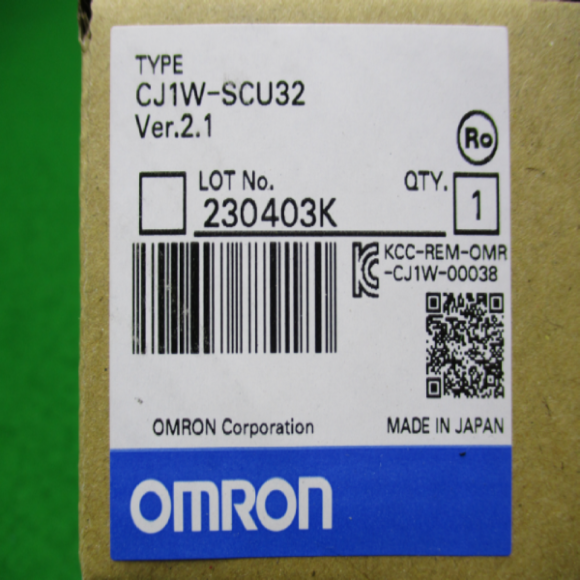 TYPE
CJ1W-SCU32
Ver.2.1
Ro
LOT No.
QTY.
230403K
1
KCC-REM-OMR
-CJ1W-00038
OMRON Corporation
MADE IN JAPAN
OMRON